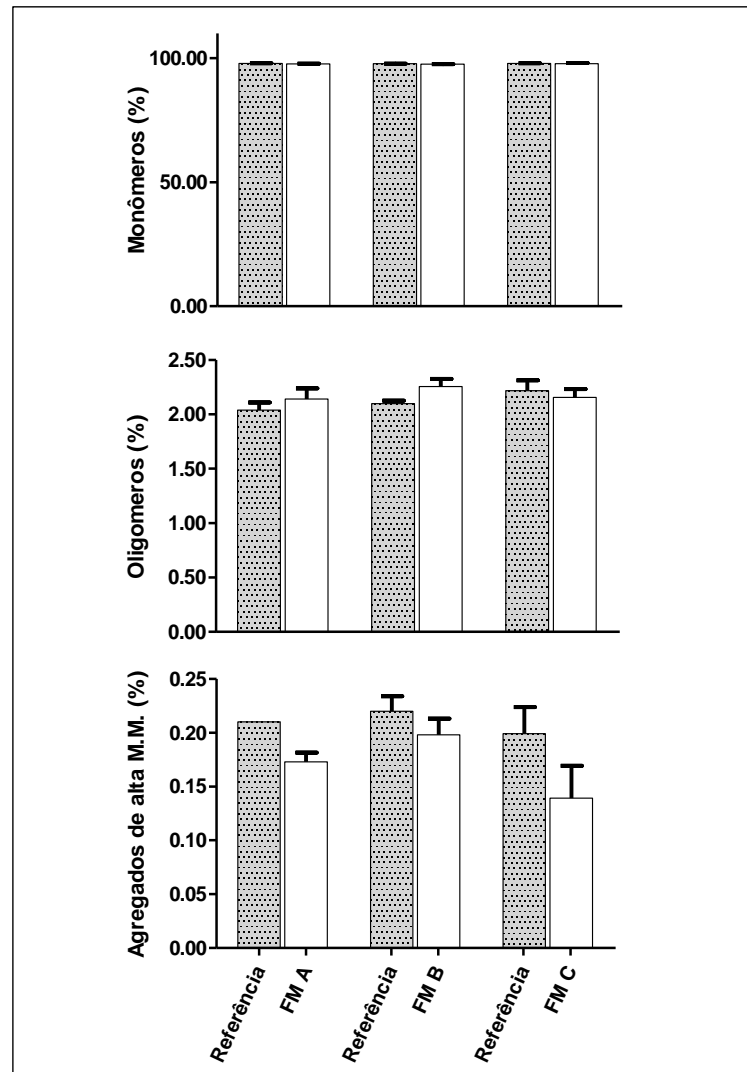 100.00
50.00
0.00
Monômeros (%)
2.50
2.00
1.50
1.00
0.50
0.00
Oligomeros (%)
0.25
0.20
0.15
0.10
0.05
0.00
Agregados de alta M.M. (%)
Referência
FM A
Referência
FM B
Referência
FM C